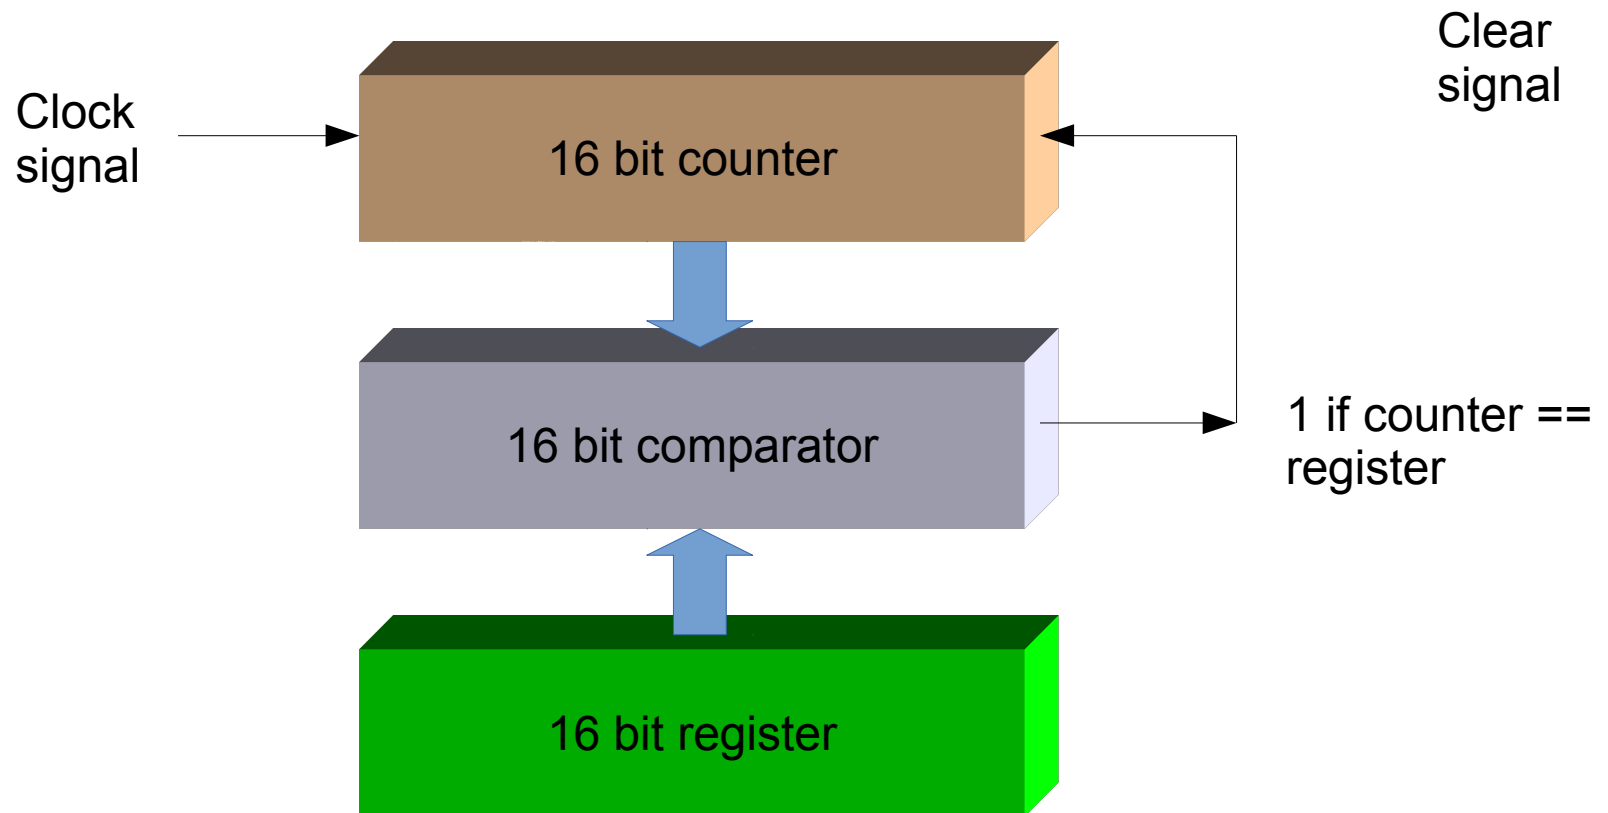 Clear
signal
Clock
signal
16 bit counter
1 if counter ==
register
16 bit comparator
16 bit register